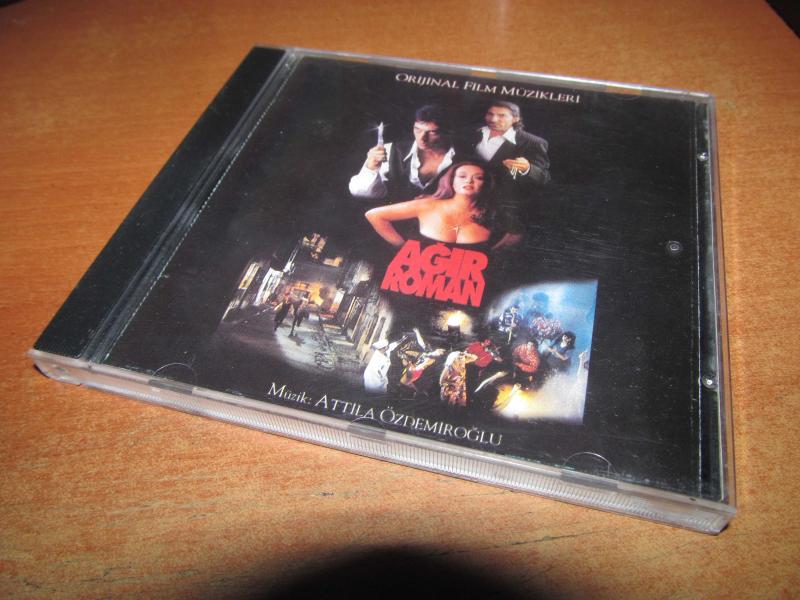 ORIJINAL FILM MÜZIKLERI
AĞIR
ROMAN
Müzik: ATTILA ÖZDEMIROĞLU